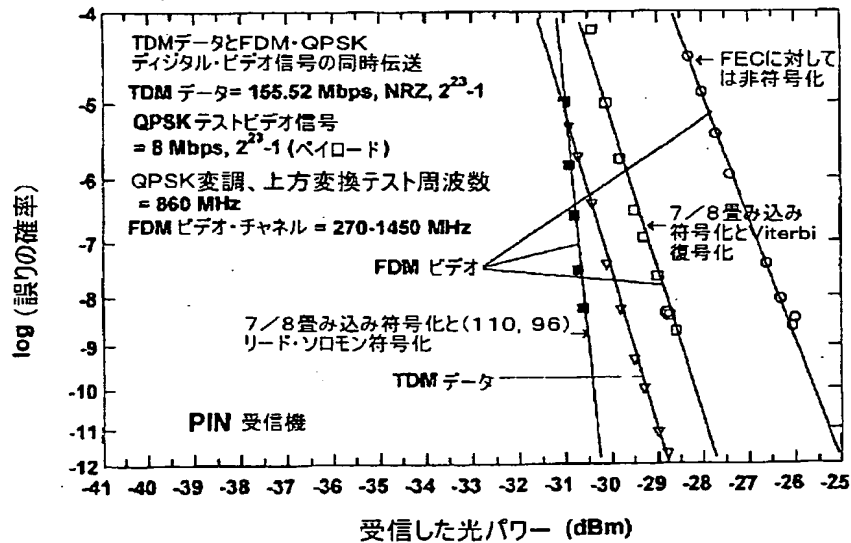 TDMデータとFDM・QPSK
ディジタル・ビデオ信号の同時伝送
TDM データ= 155.52 Mbps, NRZ, 2²³-1
QPSKテストビデオ信号
= 8 Mbps, 2²³-1 (ペイロード)
QPSK変調、上方変換テスト周波数
= 860 MHz
FDM ビデオ・チャネル = 270-1450 MHz
FDM ビデオ
7/8畳み込み符号化と(110, 96)
リード・ソロモン符号化
TDM データ
PIN 受信機
←FECに対して
は非符号化
←7/8畳み込み
符号化とViterbi
復号化
log (誤りの確率)
-4
-5
-6
-7
-8
-9
-10
-11
-12
-41 -40 -39 -38 -37 -36 -35 -34 -33 -32 -31 -30 -29 -28 -27 -26 -25
受信した光パワー (dBm)